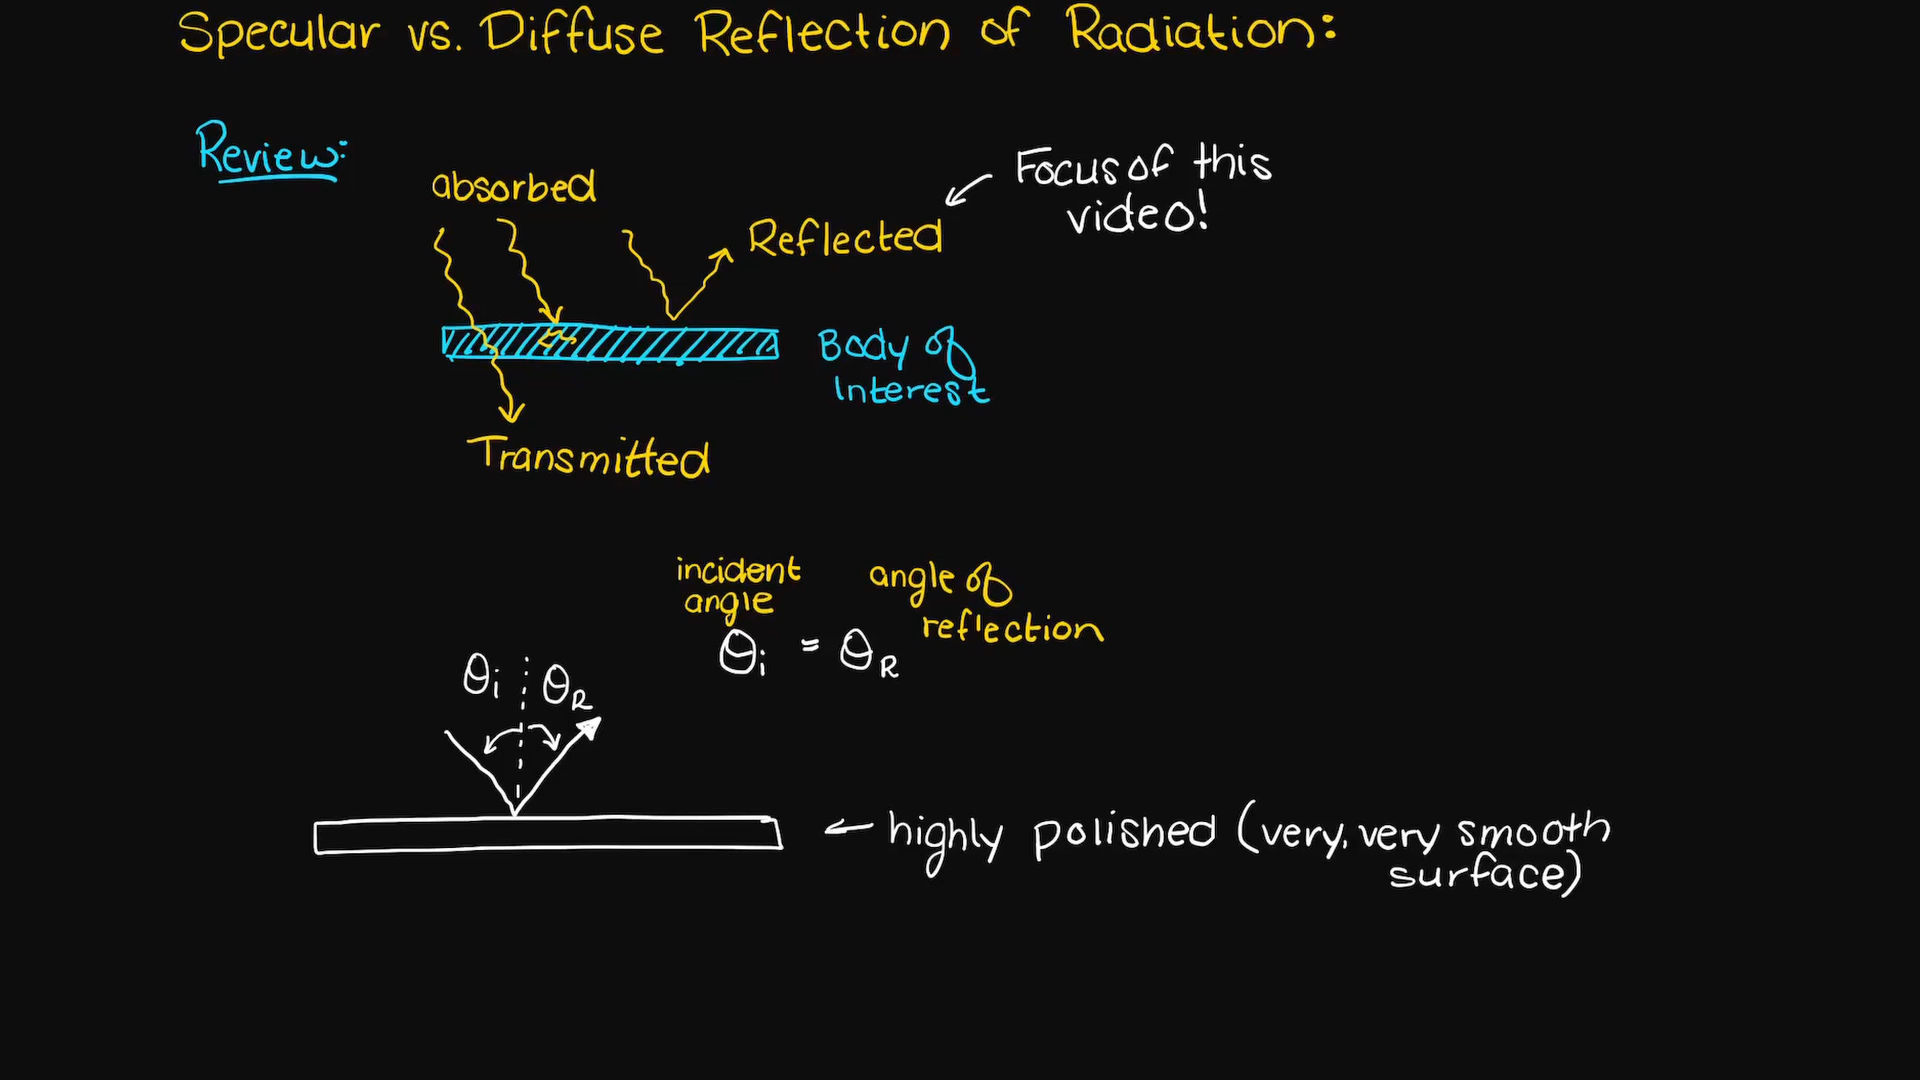 Specular vs. Diffuse Reflection of Radiation:
Review:
absorbed
Reflected
Focus of this
video!
Body of
Interest
Transmitted
incident
angle
angle of
reflection
θi = θR
θi θR
highly polished (very, very smooth
surface)